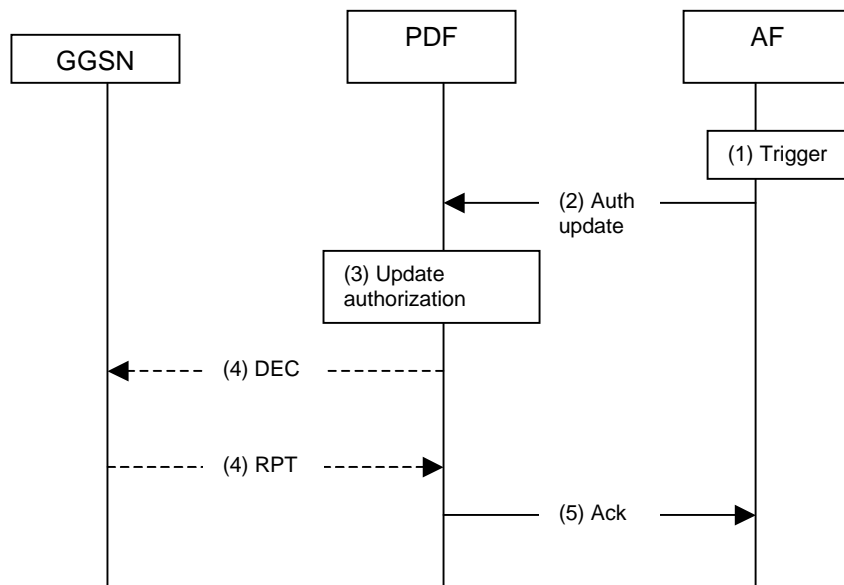 GGSN
PDF
AF
(1) Trigger
(2) Auth
update
(3) Update
authorization
(4) DEC
(4) RPT
(5) Ack